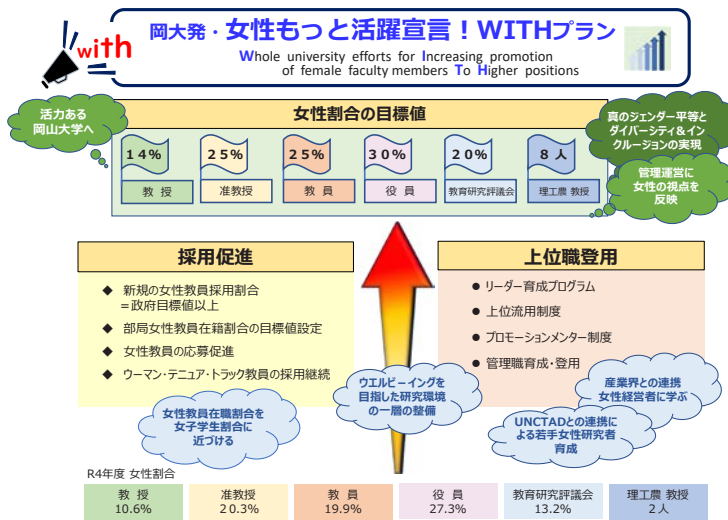 with
岡大発・女性もっと活躍宣言！WITHプラン
Whole university efforts for Increasing promotion
of female faculty members To Higher positions
活力ある
岡山大学へ
女性割合の目標値
真のジェンダー平等と
ダイバーシティ&イン
クルージョンの実現
管理運営に
女性の視点を
反映
14%
25%
25%
30%
20%
8人
教 授
准教授
教 員
役 員
教育研究評議会
理工農 教授
採用促進
◆ 新規の女性教員採用割合
＝政府目標値以上
◆ 部局女性教員在籍割合の目標値設定
◆ 女性教員の応募促進
◆ ウーマン・テニュア・トラック教員の採用継続
上位職登用
● リーダー育成プログラム
● 上位流用制度
● プロモーションメンター制度
● 管理職育成・登用
女性教員在職割合を
女子学生割合に
近づける
ウエルビーイングを
目指した研究環境
の一層の整備
産業界との連携
女性経営者に学ぶ
UNCTADとの連携に
よる若手女性研究者
育成
R4年度 女性割合
教 授
10.6%
准教授
20.3%
教 員
19.9%
役 員
27.3%
教育研究評議会
13.2%
理工農 教授
2人